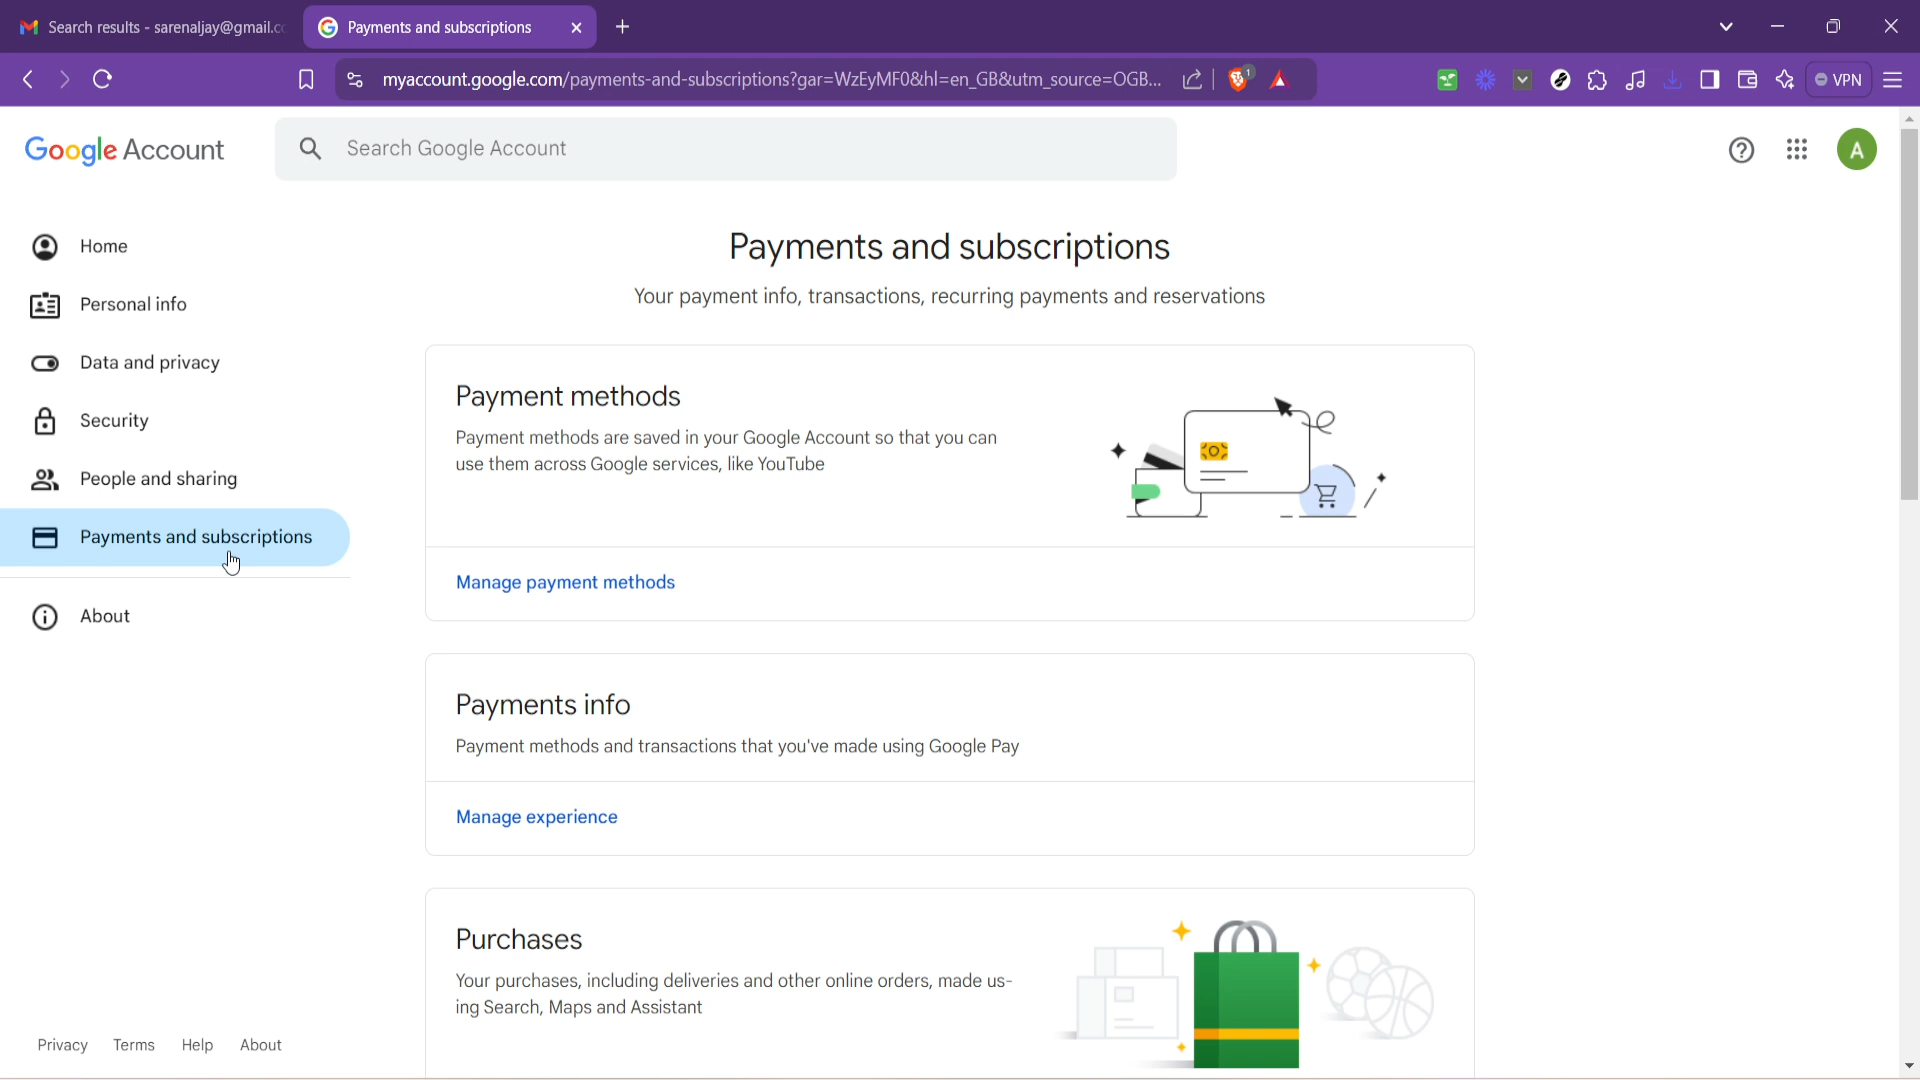 Search results - sarenaljay@gmail.co
Payments and subscriptions
myaccount.google.com/payments-and-subscriptions?gar=WzEyMF0&hl=en_GB&utm_source=OGB...
1
VPN
Google Account
Search Google Account
A
Home
Personal info
Data and privacy
Security
People and sharing
Payments and subscriptions
About
Payments and subscriptions
Your payment info, transactions, recurring payments and reservations
Payment methods
Payment methods are saved in your Google Account so that you can
use them across Google services, like YouTube
Manage payment methods
Payments info
Payment methods and transactions that you've made using Google Pay
Manage experience
Purchases
Your purchases, including deliveries and other online orders, made us-
ing Search, Maps and Assistant
Privacy Terms Help About